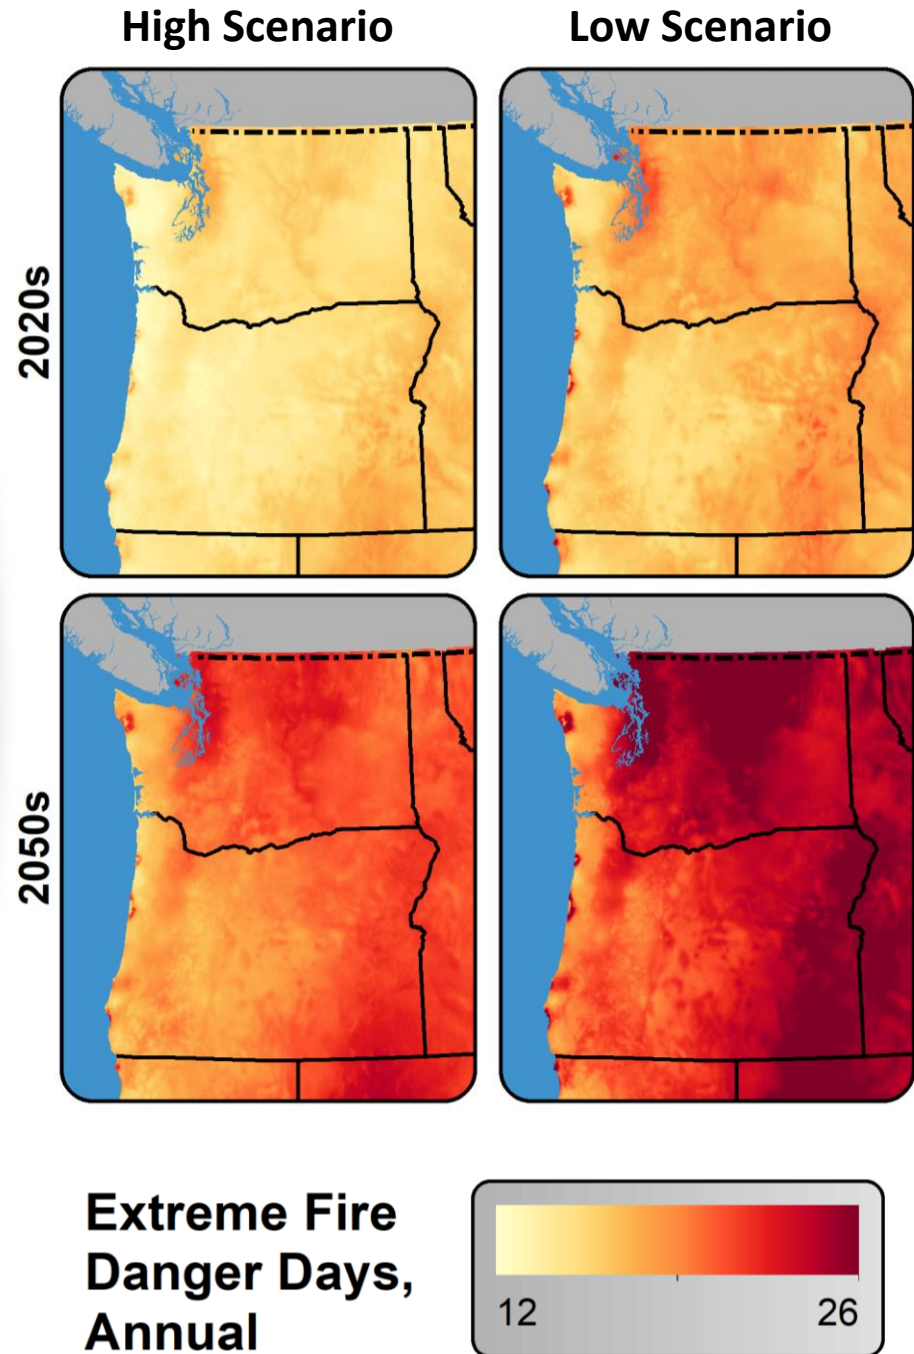 High Scenario
Low Scenario
2020s
2050s
Extreme Fire
Danger Days,
Annual
12
26